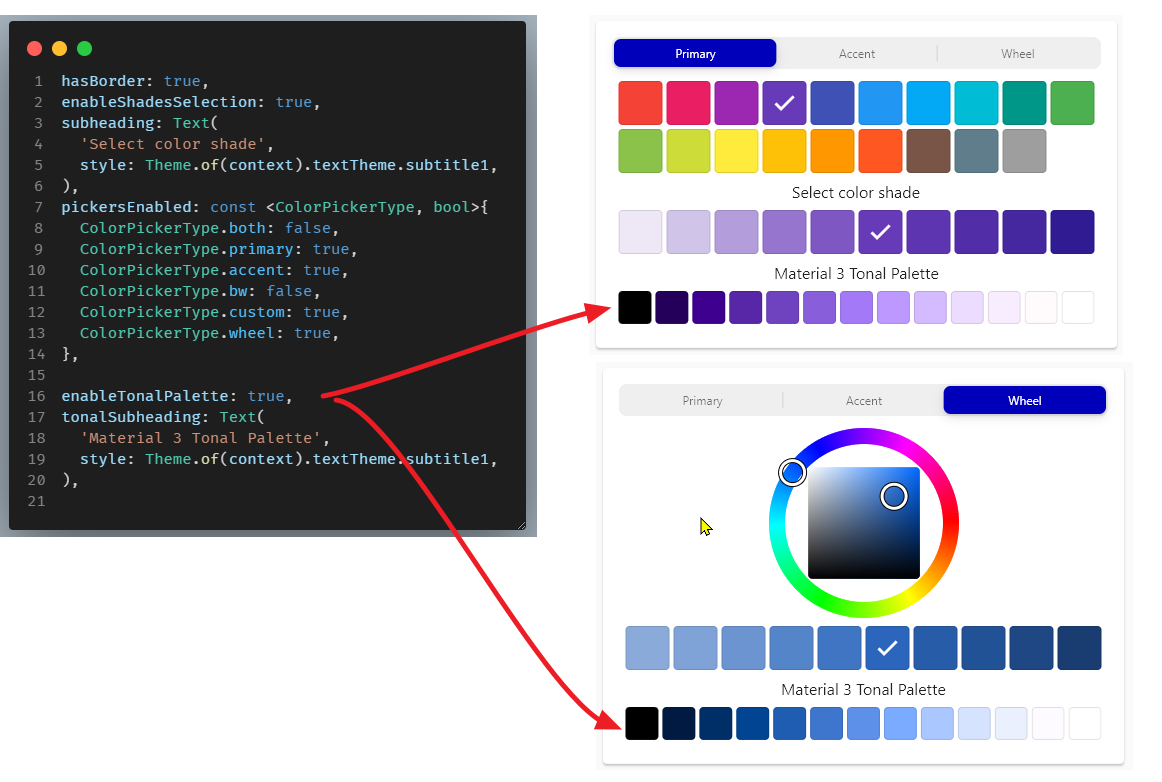 1 hasBorder: true,
2 enableShadesSelection: true,
3 subheading: Text(
4   'Select color shade',
5   style: Theme.of(context).textTheme.subtitle1,
6 ),
7 pickersEnabled: const <ColorPickerType, bool>{
8   ColorPickerType.both: false,
9   ColorPickerType.primary: true,
10   ColorPickerType.accent: true,
11   ColorPickerType.bw: false,
12   ColorPickerType.custom: true,
13   ColorPickerType.wheel: true,
14 },
15
16 enableTonalPalette: true,
17 tonalSubheading: Text(
18   'Material 3 Tonal Palette',
19   style: Theme.of(context).textTheme.subtitle1,
20 ),
21
Primary Accent Wheel
Select color shade
Material 3 Tonal Palette
Primary Accent Wheel
Material 3 Tonal Palette